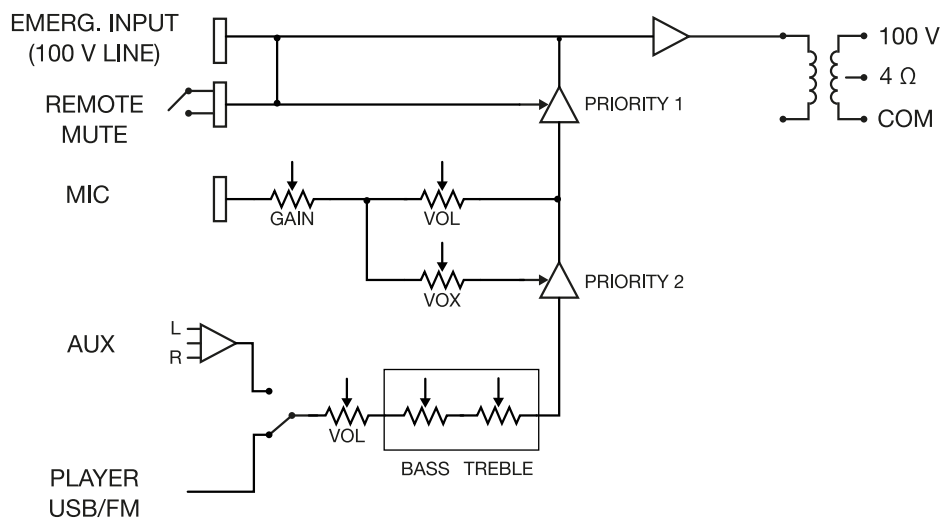 EMERG. INPUT
(100 V LINE)
100 V
4 Ω
COM
REMOTE
MUTE
PRIORITY 1
MIC
GAIN
VOL
VOX
PRIORITY 2
AUX
L
R
VOL
BASS TREBLE
PLAYER
USB/FM